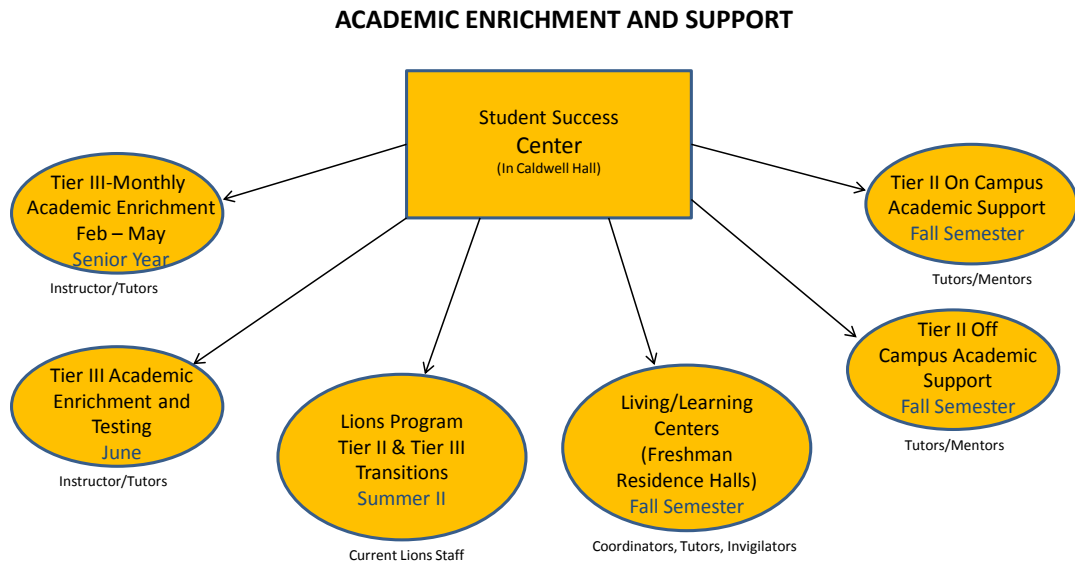 ACADEMIC ENRICHMENT AND SUPPORT
Student Success
Center
(In Caldwell Hall)
Tier III-Monthly
Academic Enrichment
Feb – May
Senior Year
Instructor/Tutors
Tier II On Campus
Academic Support
Fall Semester
Tutors/Mentors
Tier III Academic
Enrichment and
Testing
June
Instructor/Tutors
Lions Program
Tier II & Tier III
Transitions
Summer II
Current Lions Staff
Living/Learning
Centers
(Freshman
Residence Halls)
Fall Semester
Coordinators, Tutors, Invigilators
Tier II Off
Campus Academic
Support
Fall Semester
Tutors/Mentors